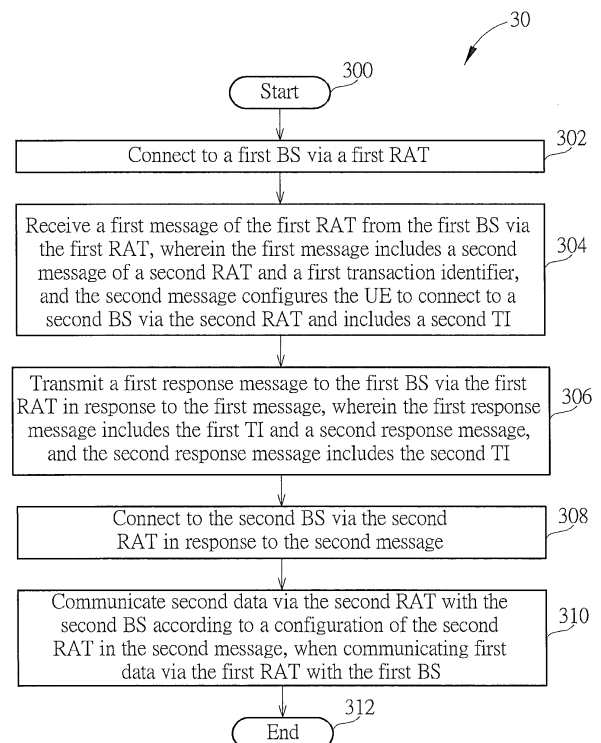 30
300
Start
302
Connect to a first BS via a first RAT
304
Receive a first message of the first RAT from the first BS via
the first RAT, wherein the first message includes a second
message of a second RAT and a first transaction identifier,
and the second message configures the UE to connect to a
second BS via the second RAT and includes a second TI
306
Transmit a first response message to the first BS via the first
RAT in response to the first message, wherein the first response
message includes the first TI and a second response message,
and the second response message includes the second TI
308
Connect to the second BS via the second
RAT in response to the second message
310
Communicate second data via the second RAT with the
second BS according to a configuration of the second
RAT in the second message, when communicating first
data via the first RAT with the first BS
312
End